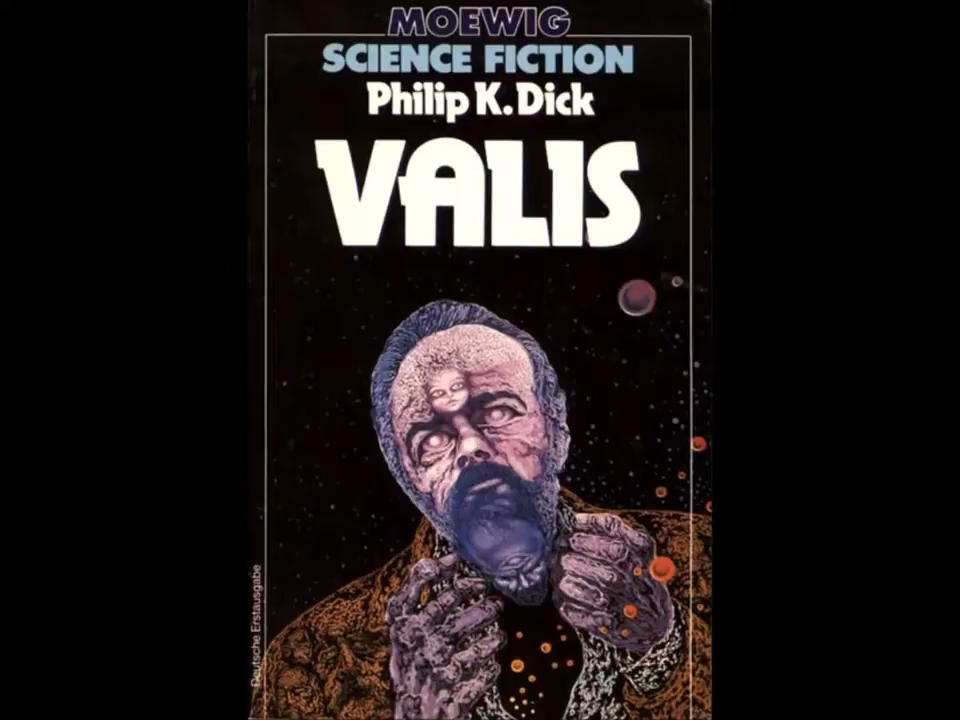 MOEWIG
SCIENCE FICTION
Philip K. Dick
VALIS
Deutsche Erstausgabe